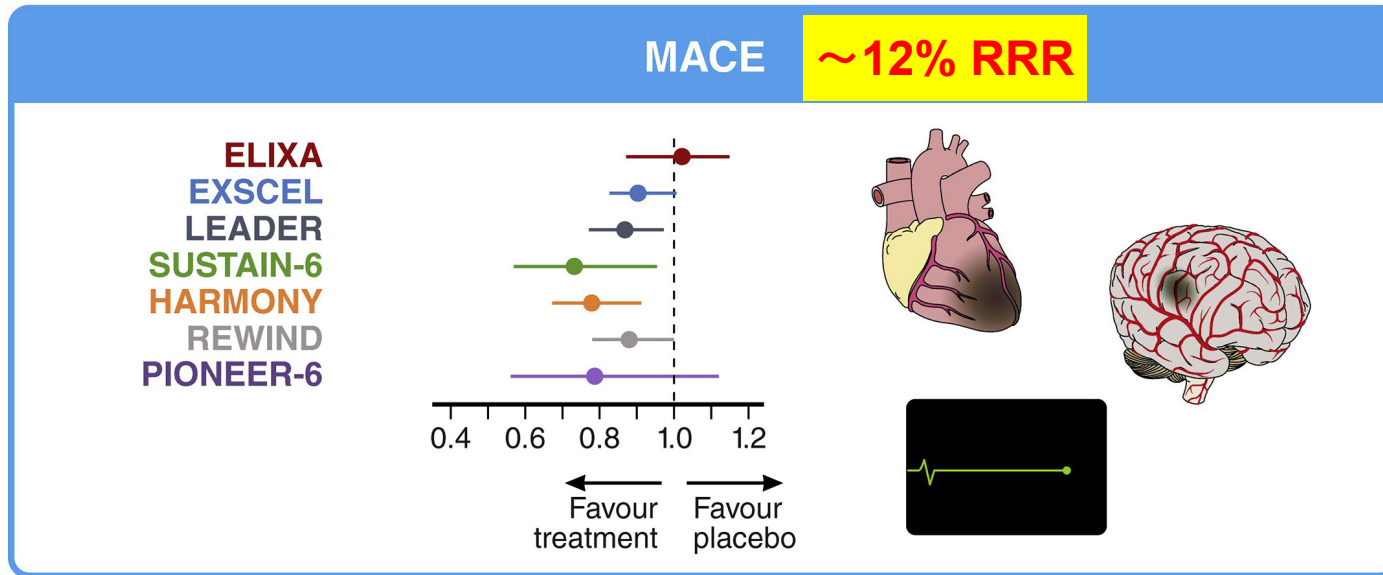 MACE ～12% RRR
ELIXA
EXSCEL
LEADER
SUSTAIN-6
HARMONY
REWIND
PIONEER-6
0.4 0.6 0.8 1.0 1.2
Favour treatment
Favour placebo